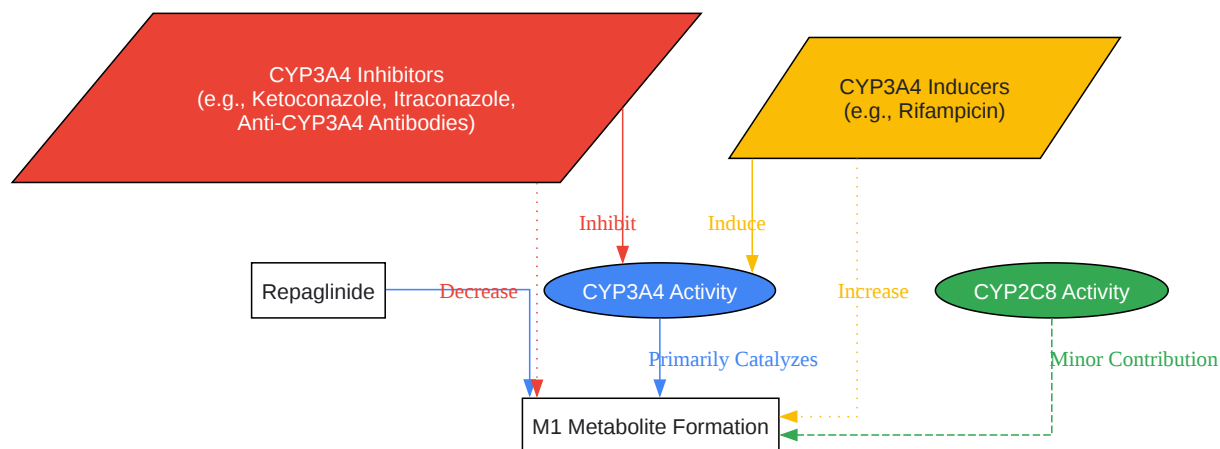 CYP3A4 Inhibitors
(e.g., Ketoconazole, Itraconazole,
Anti-CYP3A4 Antibodies)
CYP3A4 Inducers
(e.g., Rifampicin)
Inhibit
Induce
Repaglinide
Decrease
CYP3A4 Activity
Increase
CYP2C8 Activity
Primarily Catalyzes
Minor Contribution
M1 Metabolite Formation